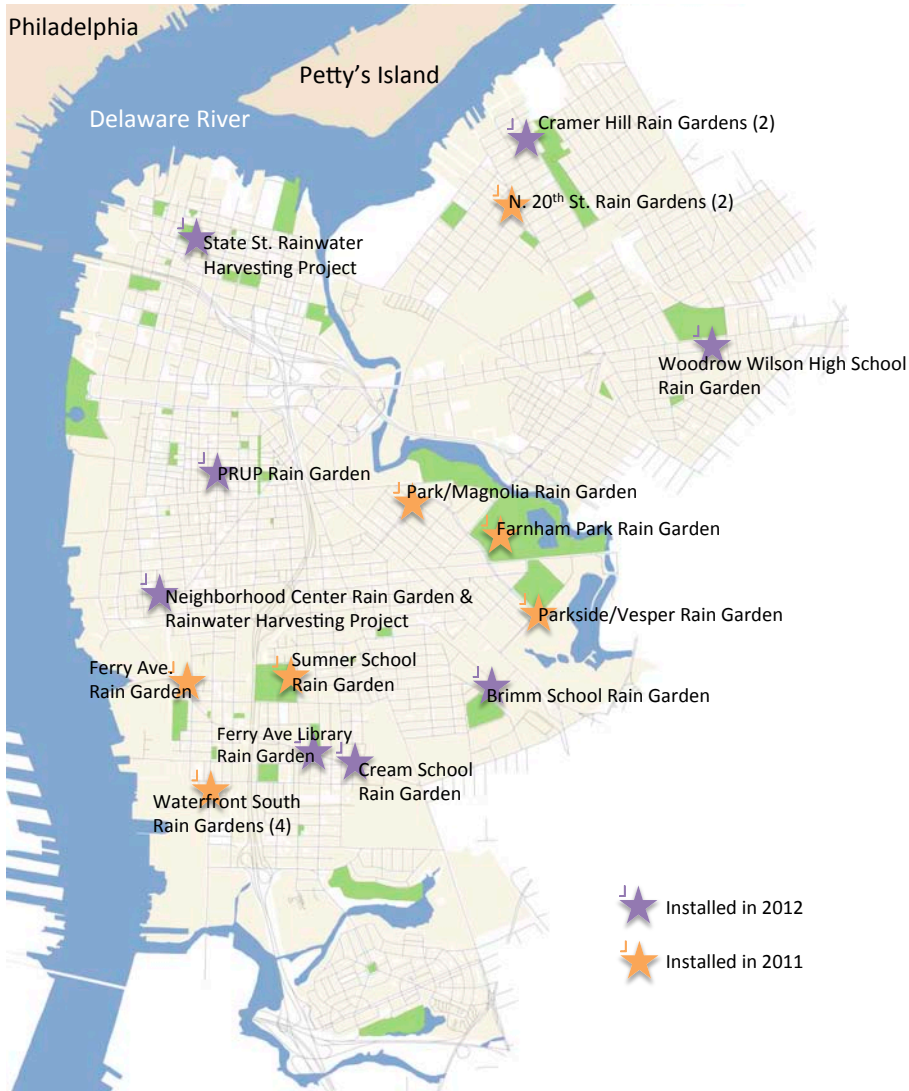 Philadelphia
Petty's Island
Delaware River
Cramer Hill Rain Gardens (2)
N. 20th St. Rain Gardens (2)
State St. Rainwater
Harvesting Project
Woodrow Wilson High School
Rain Garden
PRUP Rain Garden
Park/Magnolia Rain Garden
Farnham Park Rain Garden
Neighborhood Center Rain Garden &
Rainwater Harvesting Project
Parkside/Vesper Rain Garden
Ferry Ave.
Rain Garden
Sumner School
Rain Garden
Brimm School Rain Garden
Ferry Ave Library
Rain Garden
Cream School
Rain Garden
Waterfront South
Rain Gardens (4)
Installed in 2012
Installed in 2011